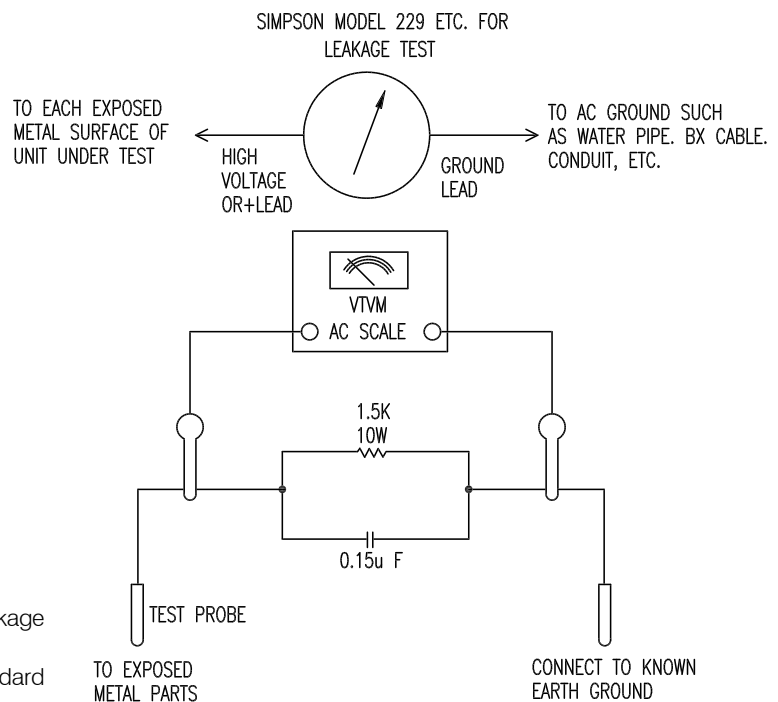 SIMPSON MODEL 229 ETC. FOR
LEAKAGE TEST
TO EACH EXPOSED
METAL SURFACE OF
UNIT UNDER TEST
HIGH
VOLTAGE
OR+LEAD
GROUND
LEAD
TO AC GROUND SUCH
AS WATER PIPE. BX CABLE.
CONDUIT, ETC.
VTVM
AC SCALE
1.5K
10W
0.15u F
kage
TEST PROBE
dard
TO EXPOSED
METAL PARTS
CONNECT TO KNOWN
EARTH GROUND